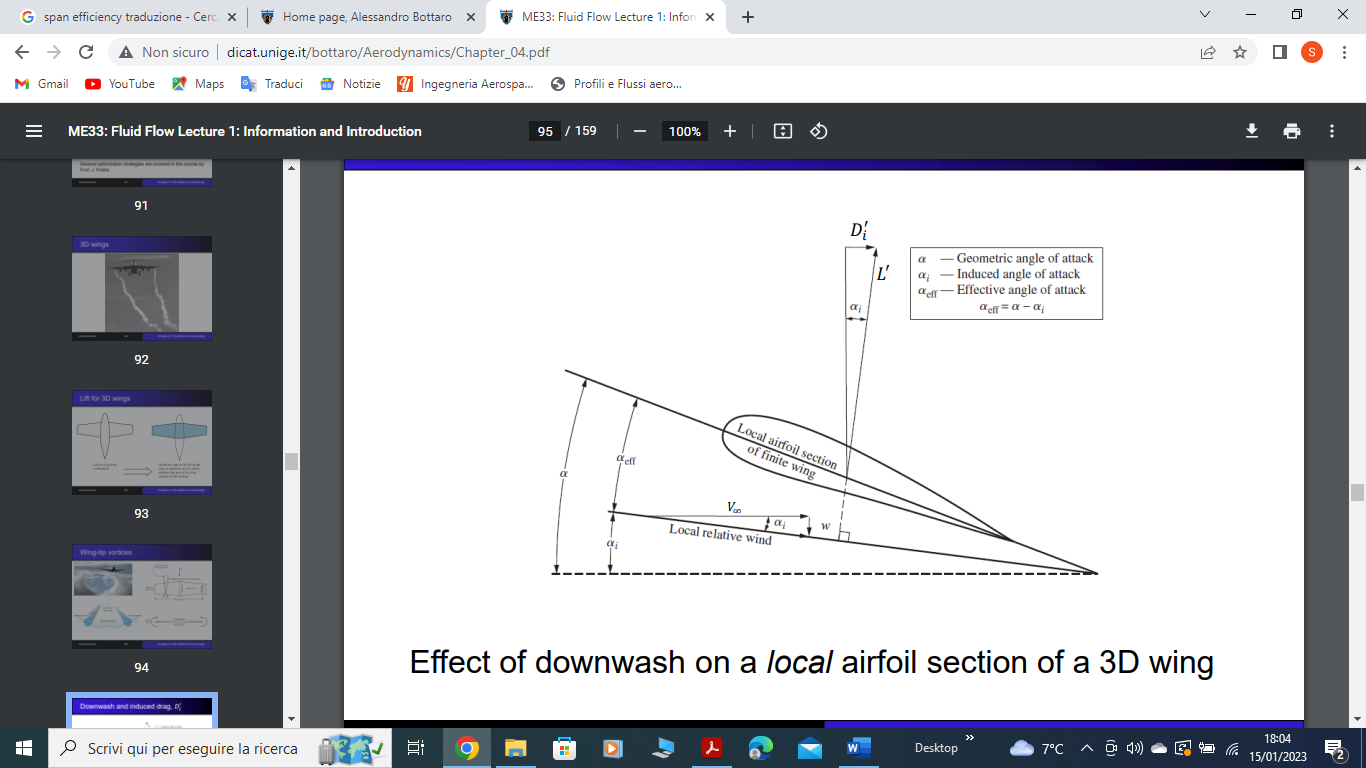 span efficiency traduzione - Cerc
Home page, Alessandro Bottaro
ME33: Fluid Flow Lecture 1: Infor
Non sicuro
dicat.unige.it/bottaro/Aerodynamics/Chapter_04.pdf
S
Gmail
YouTube
Maps
Traduci
Notizie
Ingegneria Aerospa...
Profili e Flussi aero...
ME33: Fluid Flow Lecture 1: Information and Introduction
95 / 159
100%
91
3D wings
92
Lift for 3D wings
93
Wing-tip vortices
94
Downwash and induced drag, D′i
D′i
L′
αi
α — Geometric angle of attack
αi — Induced angle of attack
αeff — Effective angle of attack
αeff = α − αi
Local airfoil section
of finite wing
α
αeff
V∞
αi
w
Local relative wind
αi
Effect of downwash on a local airfoil section of a 3D wing
Scrivi qui per eseguire la ricerca
Desktop
7°C
18:04
15/01/2023
2